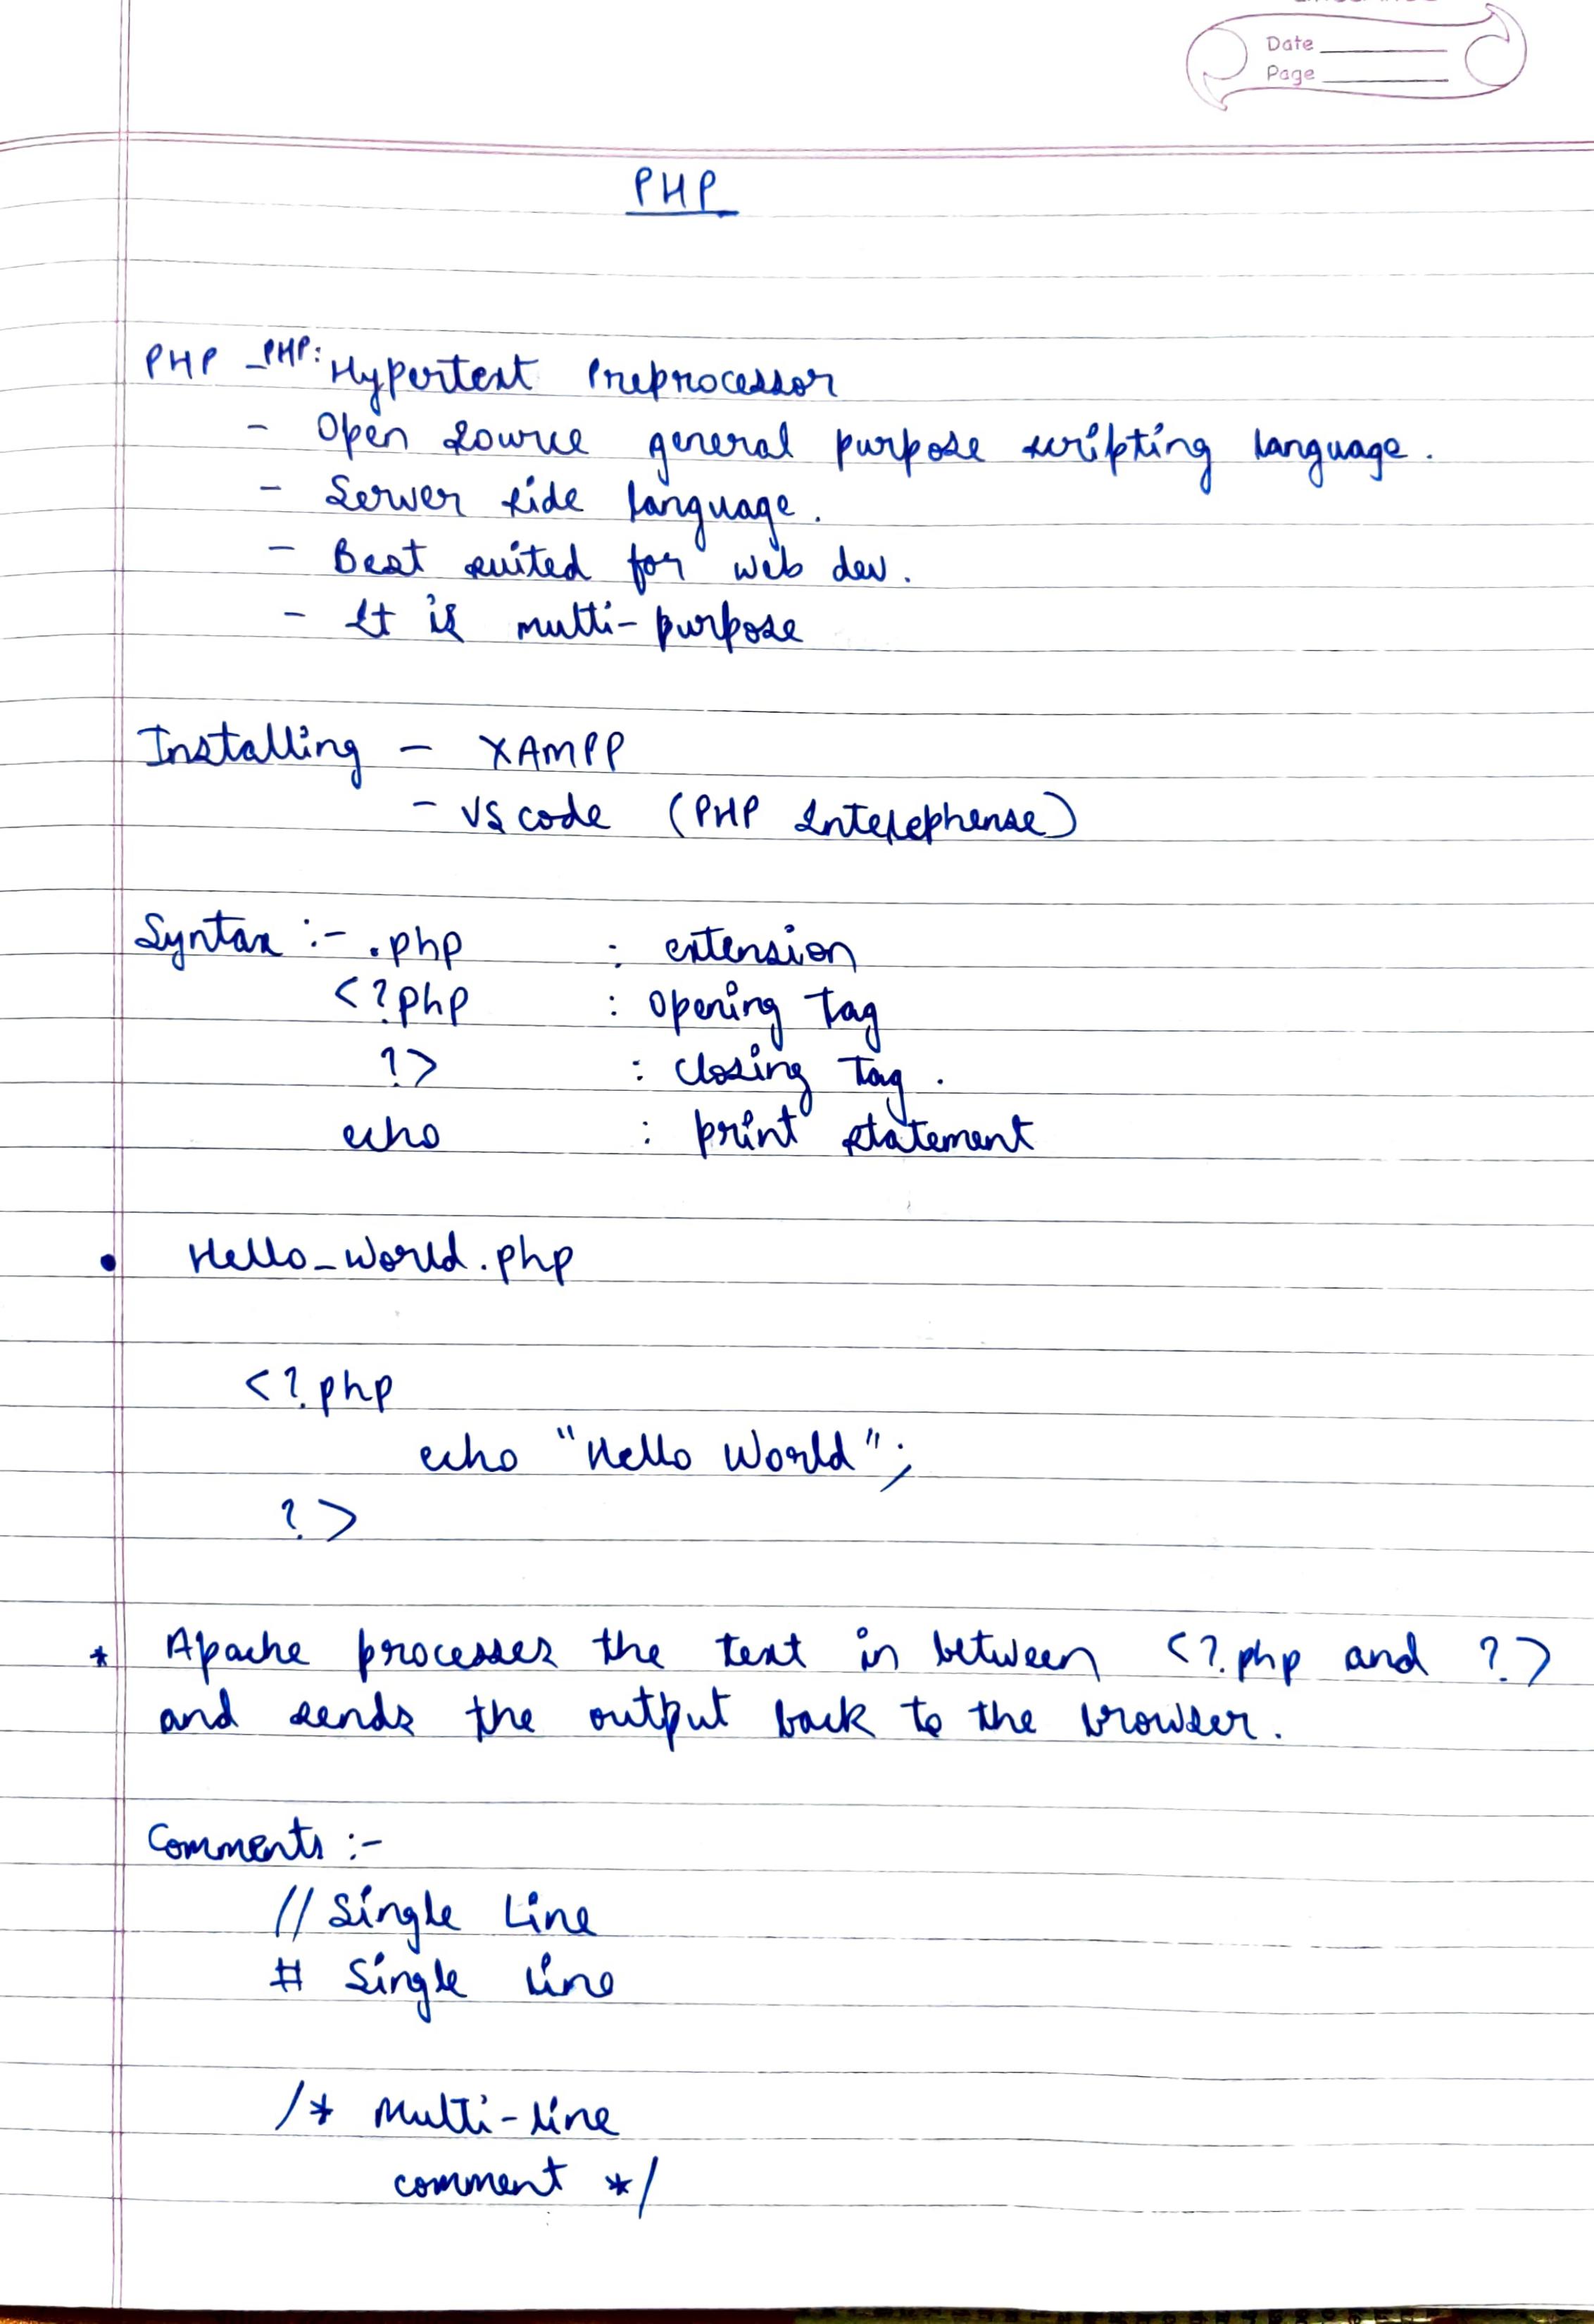 Date
Page
PHP
PHP - PHP: Hypertext Preprocessor
- Open source general purpose scripting language.
- Server side language.
- Best suited for web dev.
- It is multi-purpose
Installing - XAMPP
- VS code (PHP Intelephense)
Syntax :- .php : extension
<?php : opening tag
?> : closing tag.
echo : print statement
• Hello_world.php
<?php
echo "Hello World";
?>
* Apache processes the text in between <?php and ?>
and sends the output back to the browser.
Comments :-
// Single Line
# Single line
/* Multi-line
comment */